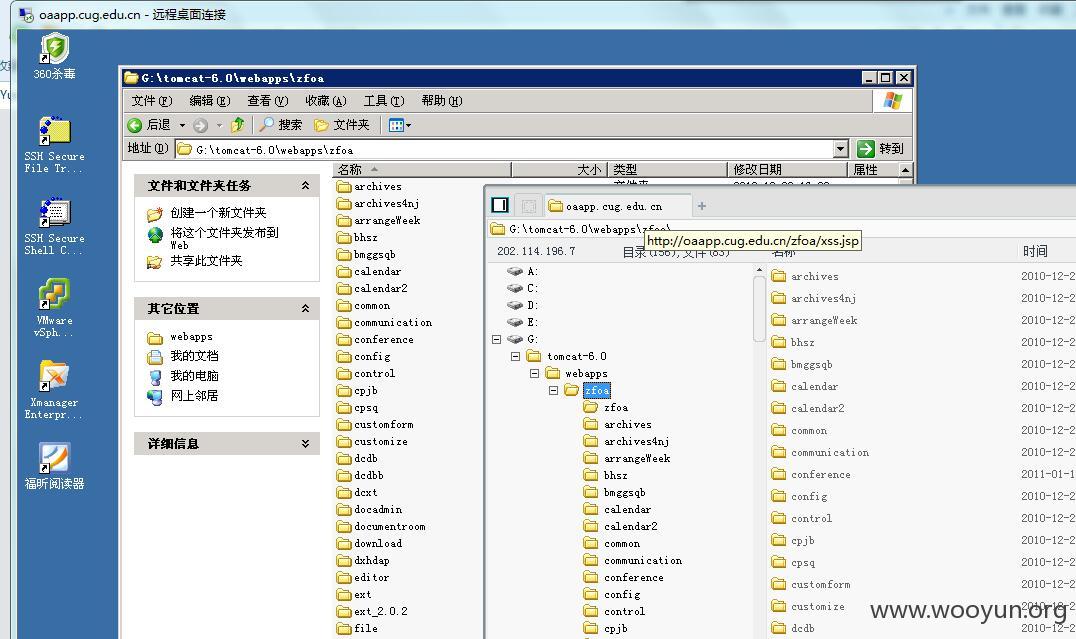 oaapp.cug.edu.cn - 远程桌面连接
360杀毒
SSH Secure
File Tr...
SSH Secure
Shell C...
VMware
vSph...
Xmanager
Enterpr...
福昕阅读器
G:\tomcat-6.0\webapps\zfoa
文件(F) 编辑(E) 查看(V) 收藏(A) 工具(T) 帮助(H)
后退 搜索 文件夹
地址(D) G:\tomcat-6.0\webapps\zfoa 转到
文件和文件夹任务
创建一个新文件夹
将这个文件夹发布到
Web
共享此文件夹
其它位置
webapps
我的文档
我的电脑
网上邻居
详细信息
名称 大小 类型 修改日期 属性
archives
archives4nj
arrangeWeek
bhsz
bmggsqb
calendar
calendar2
common
communication
conference
config
control
cpjb
cpsq
customform
customize
dcdb
dcdbb
dcxt
docadmin
documentroom
download
dxhdap
editor
ext
ext_2.0.2
file
oaapp.cug.edu.cn
G:\tomcat-6.0\webapps\zfoa\
http://oaapp.cug.edu.cn/zfoa/xss.jsp
202.114.196.7 目录(156),文件(83) 名称 时间
A:
C:
D:
E:
G:
tomcat-6.0
webapps
zfoa
zfoa
archives
archives4nj
arrangeWeek
bhsz
bmggsqb
calendar
calendar2
common
communication
conference
config
control
cpjb
archives 2010-12-2
archives4nj 2010-12-2
arrangeWeek 2010-12-2
bhsz 2010-12-2
bmggsqb 2010-12-2
calendar 2010-12-2
calendar2 2010-12-2
common 2010-12-2
communication 2010-12-2
conference 2011-01-1
config 2010-12-2
control 2010-12-2
cpjb 2010-12-2
cpsq 2010-12-2
customform 2010-12-2
customize
dcdb 2010-12-2
www.wooyun.org